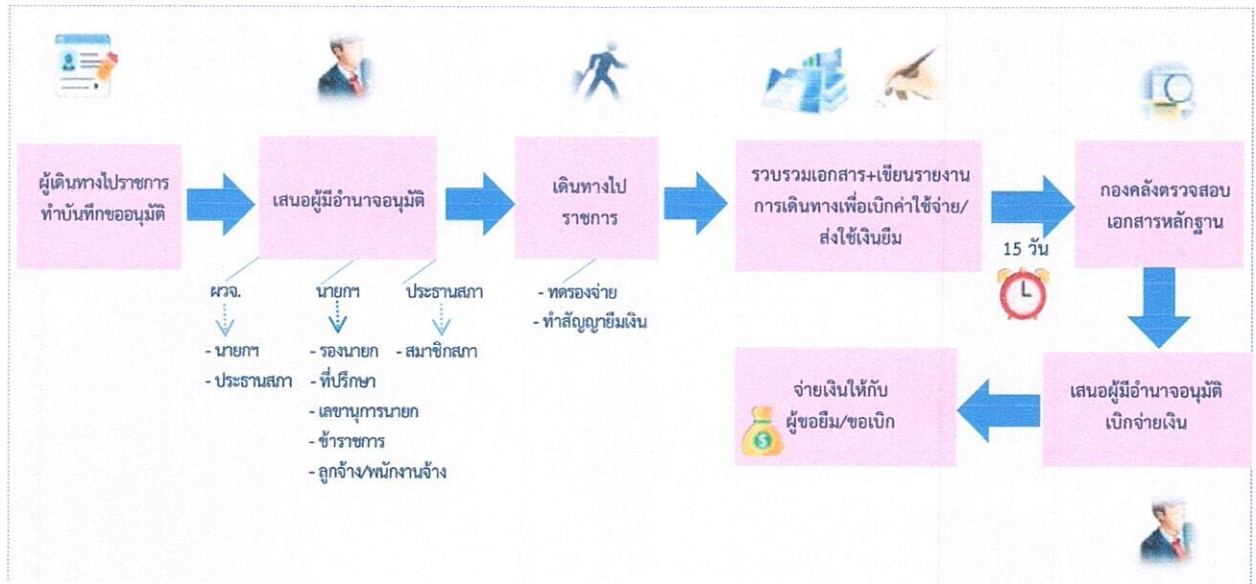 ผู้เดินทางไปราชการ
ทำบันทึกขออนุมัติ
เสนอผู้มีอำนาจอนุมัติ
เดินทางไป
ราชการ
รวบรวมเอกสาร+เขียนรายงาน
การเดินทางเพื่อเบิกค่าใช้จ่าย/
ส่งใช้เงินยืม
15 วัน
กองคลังตรวจสอบ
เอกสารหลักฐาน
ผวจ.
- นายกฯ
- ประธานสภา
นายกฯ
- รองนายก
- ที่ปรึกษา
- เลขานุการนายก
- ข้าราชการ
- ลูกจ้าง/พนักงานจ้าง
ประธานสภา
- สมาชิกสภา
- ทดรองจ่าย
- ทำสัญญายืมเงิน
เสนอผู้มีอำนาจอนุมัติ
เบิกจ่ายเงิน
จ่ายเงินให้กับ
ผู้ขอยืม/ขอเบิก